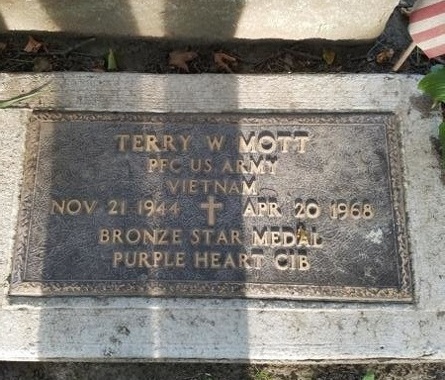 TERRY W MOTT
PFC US ARMY
VIETNAM
NOV 21 1944 ✝ APR 20 1968
BRONZE STAR MEDAL
PURPLE HEART CIB